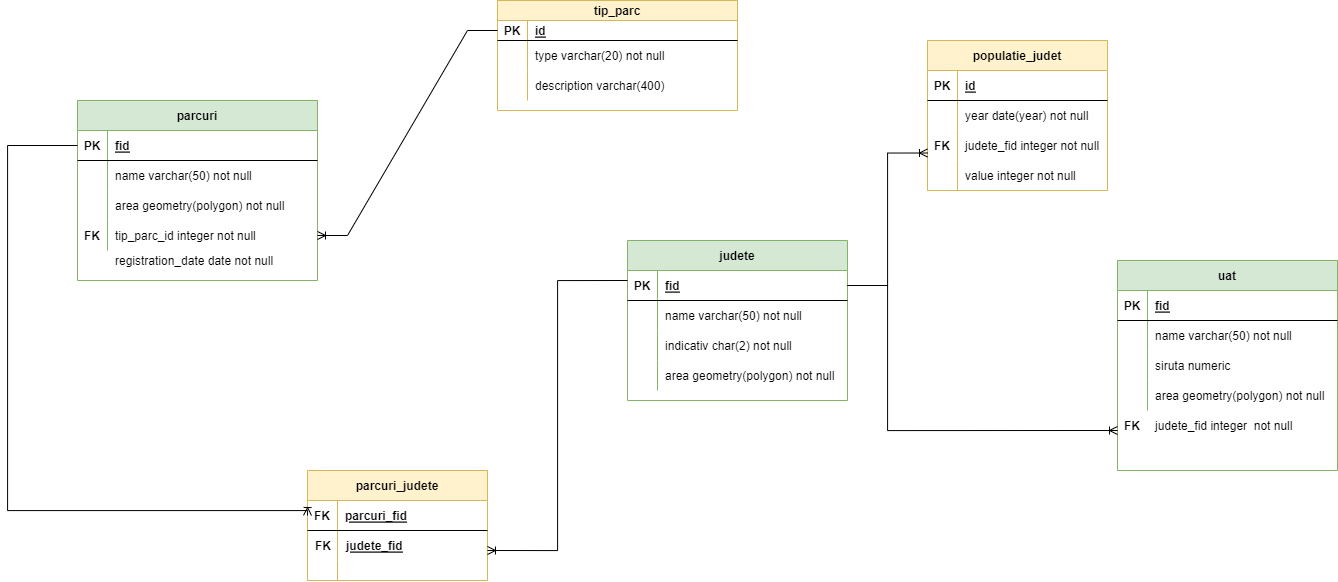 tip_parc
PK id
type varchar(20) not null
description varchar(400)
populatie_judet
PK id
year date(year) not null
FK judete_fid integer not null
value integer not null
parcuri
PK fid
name varchar(50) not null
area geometry(polygon) not null
FK tip_parc_id integer not null
registration_date date not null
judete
PK fid
name varchar(50) not null
indicativ char(2) not null
area geometry(polygon) not null
uat
PK fid
name varchar(50) not null
siruta numeric
area geometry(polygon) not null
FK judete_fid integer  not null
parcuri_judete
FK parcuri_fid
FK judete_fid